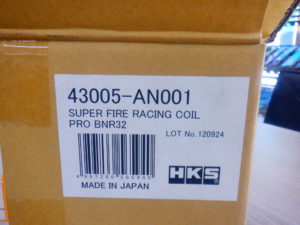 43005-AN001
SUPER FIRE RACING COIL
PRO BNR32
LOT No. 120924
MADE IN JAPAN
HKS